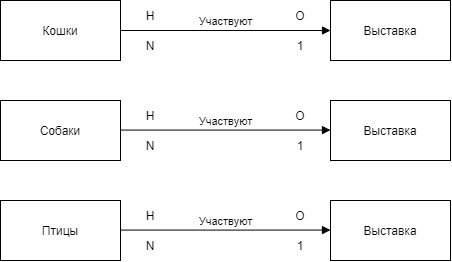 Н Участвуют О
Кошки Выставка
N 1
Н Участвуют О
Собаки Выставка
N 1
Н Участвуют О
Птицы Выставка
N 1